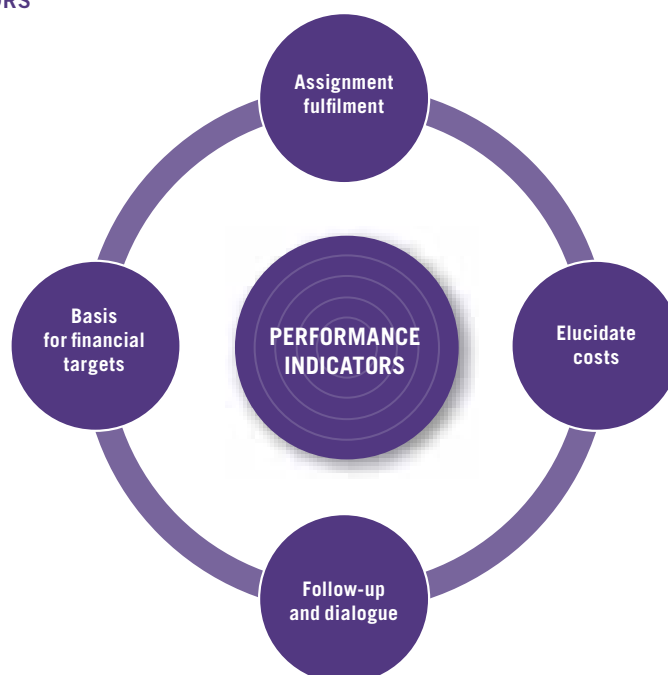 Assignment
fulfilment
Basis
for financial
targets
PERFORMANCE
INDICATORS
Elucidate
costs
Follow-up
and dialogue